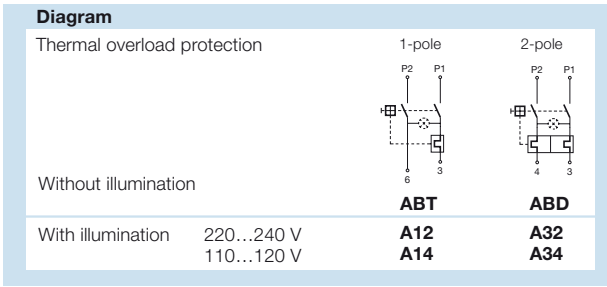 Diagram
Thermal overload protection 1-pole 2-pole
P2 P1 P2 P1
6 3 4 3
Without illumination
ABT ABD
With illumination 220...240 V A12 A32
110...120 V A14 A34